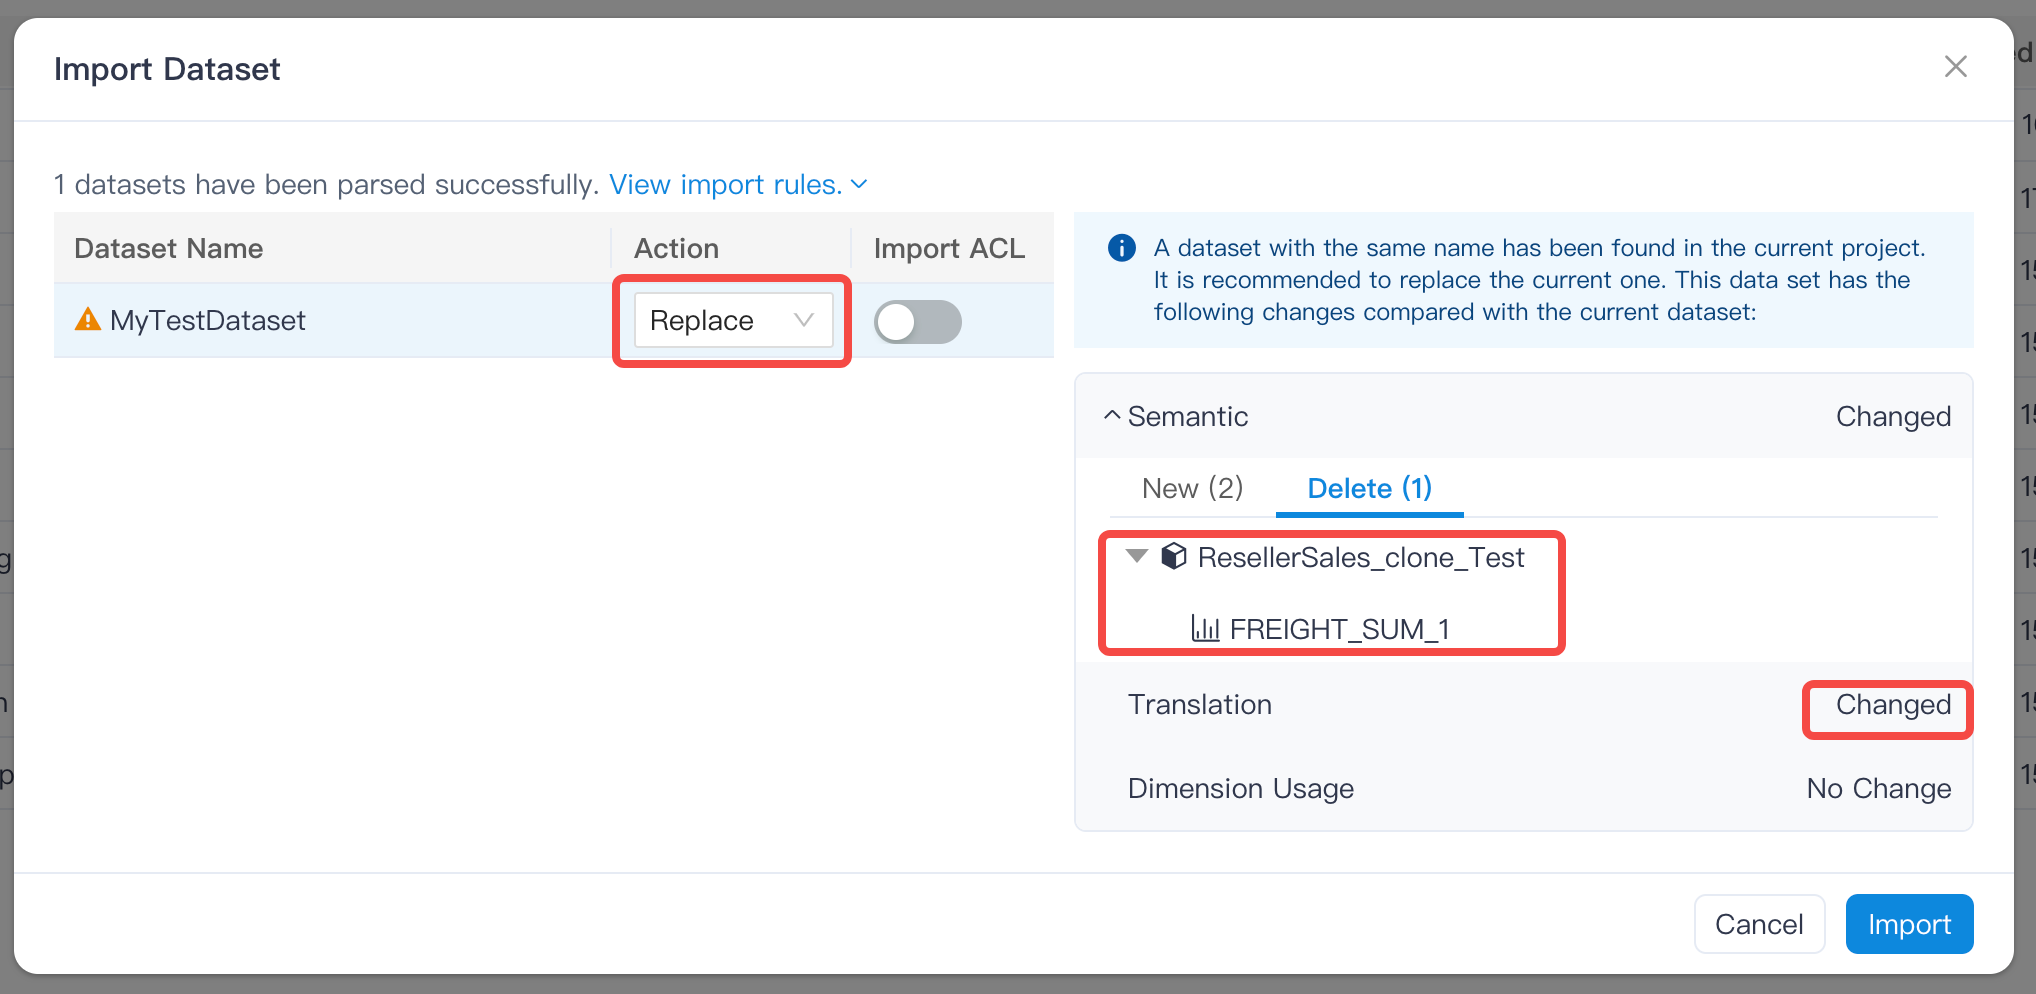 Import Dataset
1 datasets have been parsed successfully. View import rules.
Dataset Name Action Import ACL
MyTestDataset Replace
A dataset with the same name has been found in the current project.
It is recommended to replace the current one. This data set has the
following changes compared with the current dataset:
Semantic Changed
New (2) Delete (1)
ResellerSales_clone_Test
FREIGHT_SUM_1
Translation Changed
Dimension Usage No Change
Cancel Import